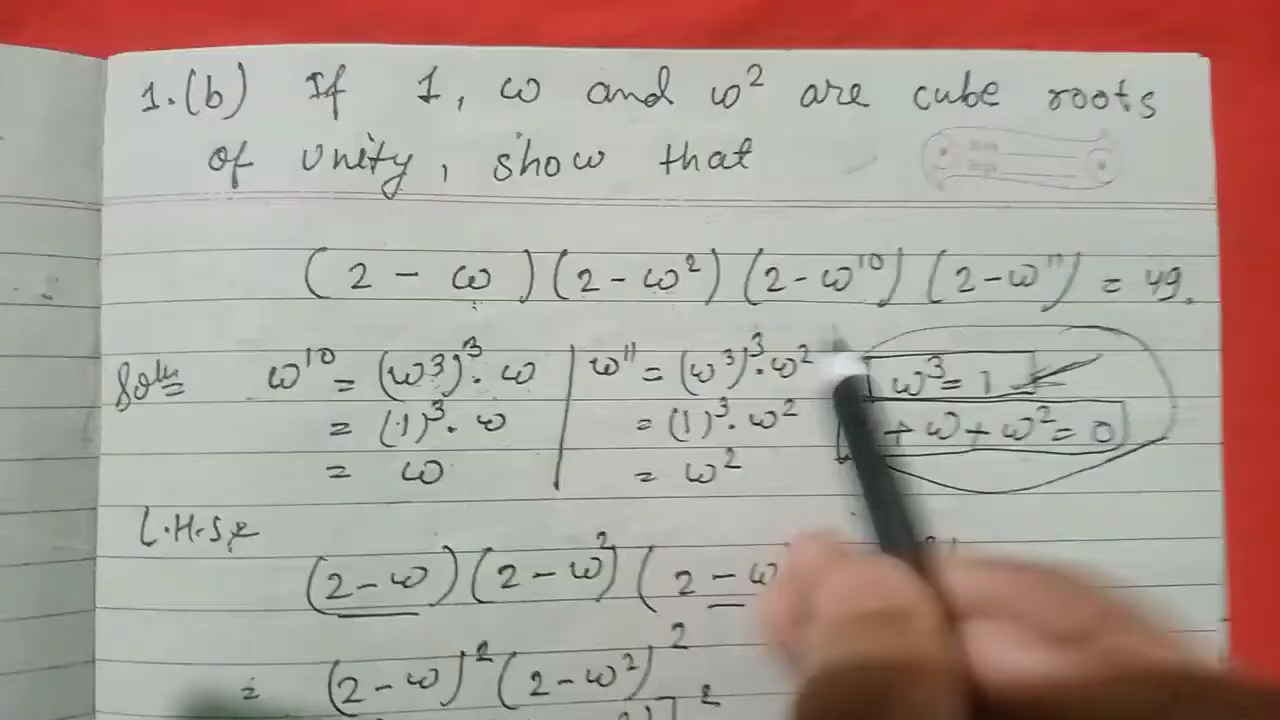 1.(b) If 1, ω and ω² are cube roots
of unity, show that
(2 - ω)(2-ω²)(2-ω¹⁰)(2-ω¹¹) = 49.
Soln ω¹⁰ = (ω³)³·ω | ω¹¹ = (ω³)³·ω² ω³=1
= (1)³·ω = (1)³·ω² +ω+ω²=0
= ω = ω²
L.H.S
(2-ω)(2-ω²)(2-ω
= (2-ω)²(2-ω²)²